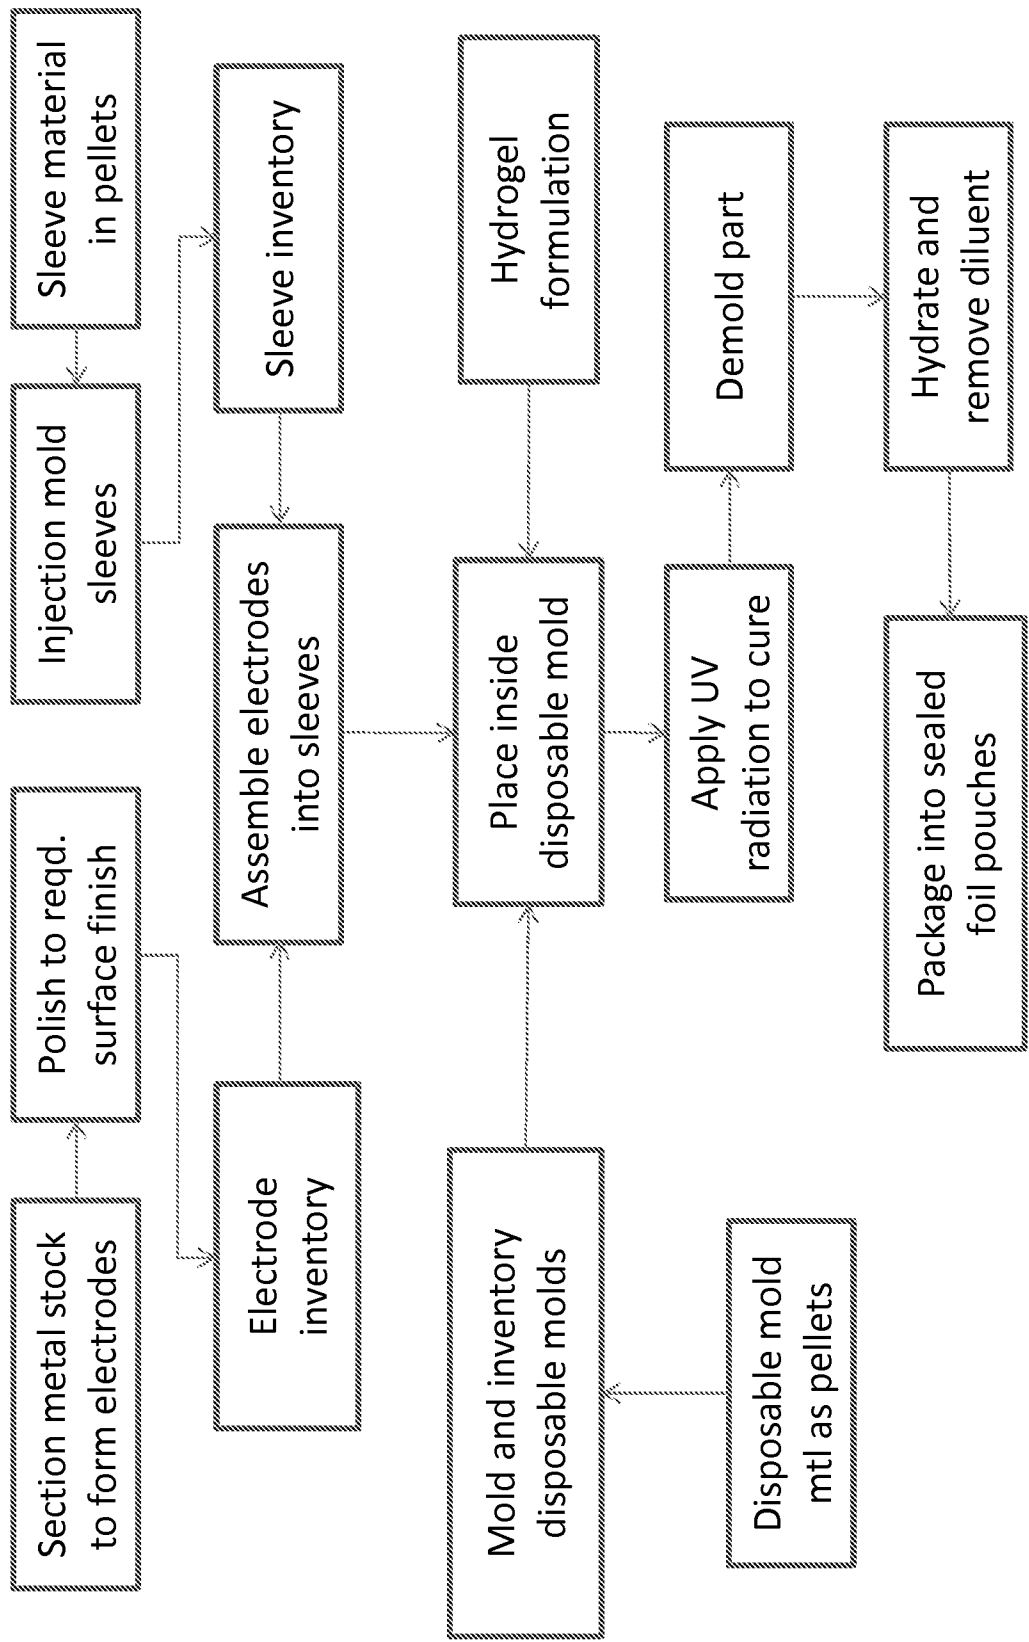 Section metal stock
to form electrodes
Polish to reqd.
surface finish
Injection mold
sleeves
Sleeve material
in pellets
Electrode
inventory
Assemble electrodes
into sleeves
Sleeve inventory
Mold and inventory
disposable molds
Place inside
disposable mold
Hydrogel
formulation
Disposable mold
mtl as pellets
Apply UV
radiation to cure
Demold part
Package into sealed
foil pouches
Hydrate and
remove diluent